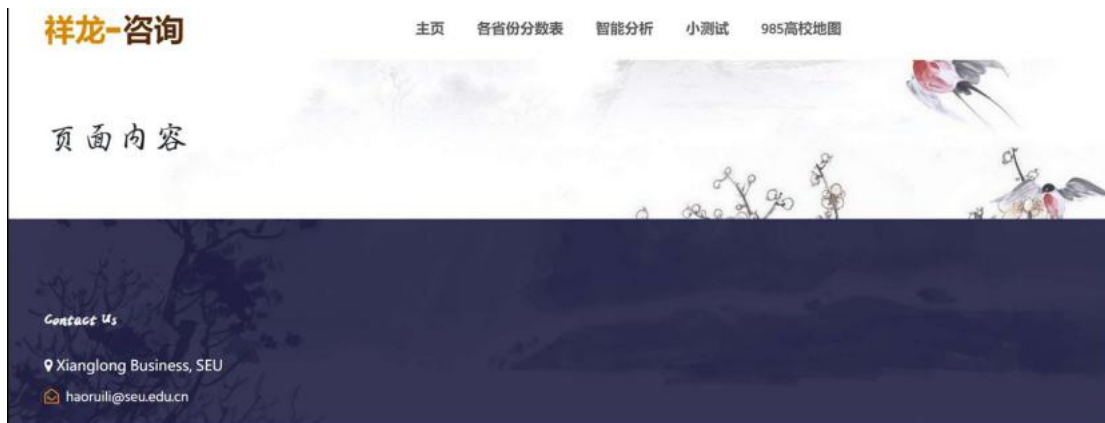 祥龙-咨询
主页 各省份分数表 智能分析 小测试 985高校地图
页面内容
Contact Us
Xianglong Business, SEU
haoruili@seu.edu.cn